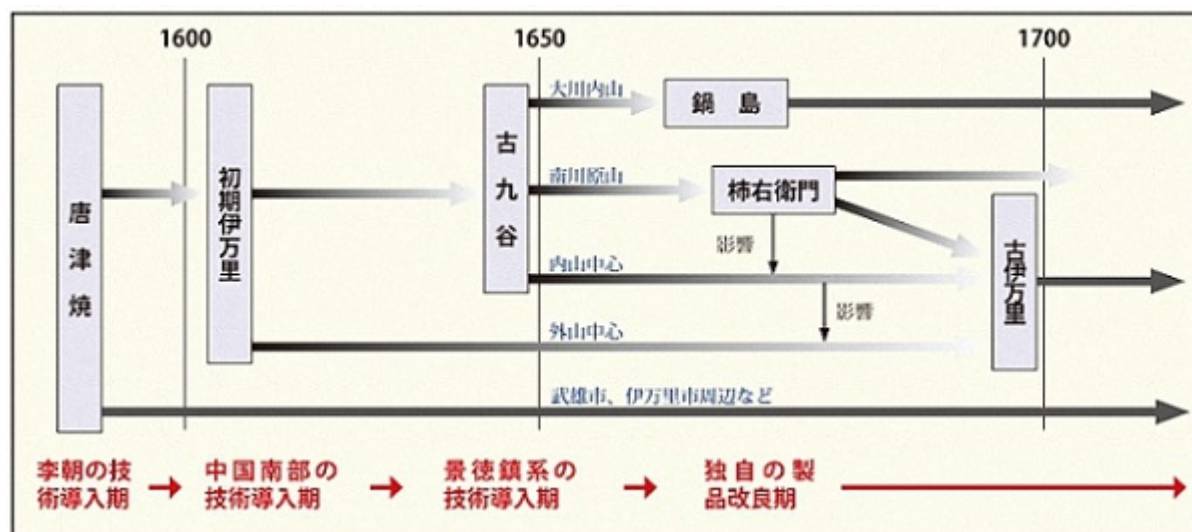 1600
1650
1700
唐津焼
初期伊万里
古九谷
大川内山
鍋島
南川原山
柿右衛門
影響
内山中心
影響
外山中心
古伊万里
武雄市、伊万里市周辺など
李朝の技
術導入期
中国南部の
技術導入期
景徳鎮系の
技術導入期
独自の製
品改良期